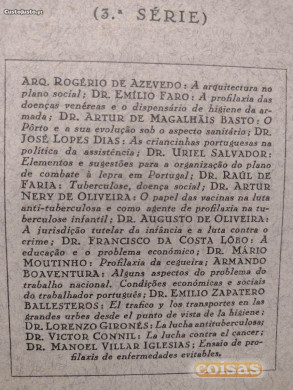 CustoJusto.pt
(3.ª SÉRIE)
ARQ. ROGÉRIO DE AZEVEDO: A arquitectura no
plano social; DR. EMÍLIO FARO: A profilaxia das
doenças venéreas e o dispensário de higiene da ar-
mada; DR. ARTUR DE MAGALHÃIS BASTO: O
Pôrto e a sua evolução sob o aspecto sanitário; DR.
JOSÉ LOPES DIAS: As criancinhas portuguesas na
política da assistência; DR. URIEL SALVADOR:
Elementos e sugestões para a organização do plano
de combate à lepra em Portugal; DR. RAÚL DE
FARIA: Tuberculose, doença social; DR. ARTUR
NERY DE OLIVEIRA: O papel das vacinas na luta
anti-tuberculosa e como agente de profilaxia na tu-
berculose infantil; DR. AUGUSTO DE OLIVEIRA:
A jurisdição tutelar da infância e a luta contra o
crime; DR. FRANCISCO DA COSTA LÔBO: A
educação e o problema económico; DR. MÁRIO
MOUTINHO: Profilaxia da cegueira; ARMANDO
BOAVENTURA: Alguns aspectos do problema do
trabalho nacional. Condições económicas e sociais
do trabalhador português; DR. EMILIO ZAPATERO
BALLESTEROS: El trafico y los transportes en las
grandes urbes desde el punto de vista de la higiene;
DR. LORENZO GIRONÉS: La lucha antituberculosa;
DR. VICTOR CONNIL: La lucha contra el cancer;
DR. MANOEL VILLAR IGLESIAS: Ensaio de pro-
filaxis de enfermedades evitables.
coisas